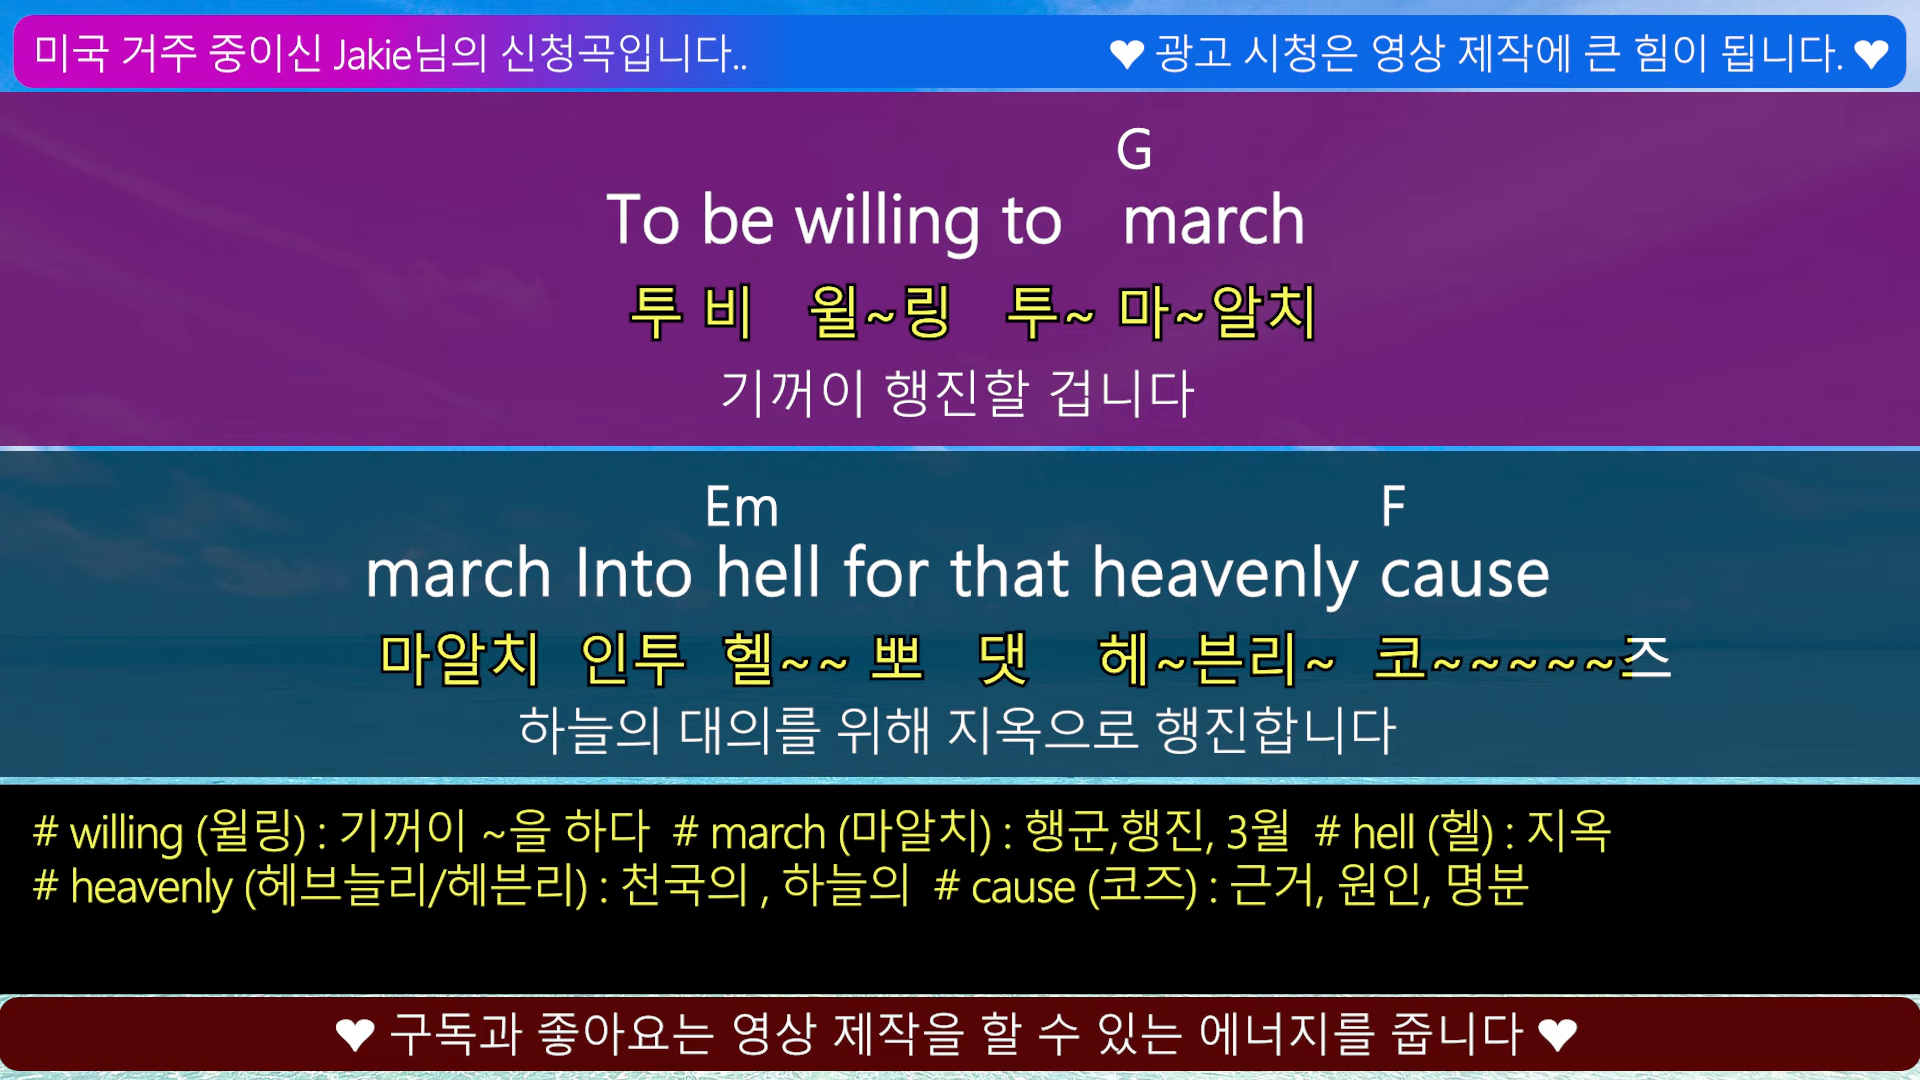 미국 거주 중이신 Jakie님의 신청곡입니다..
♥ 광고 시청은 영상 제작에 큰 힘이 됩니다. ♥
G
To be willing to march
투 비 윌~링 투~ 마~알치
기꺼이 행진할 겁니다
Em F
march Into hell for that heavenly cause
마알치 인투 헬~~ 뽀 댓 헤~븐리~ 코~~~~~즈
하늘의 대의를 위해 지옥으로 행진합니다
# willing (윌링) : 기꺼이 ~을 하다 # march (마알치) : 행군,행진, 3월 # hell (헬) : 지옥
# heavenly (헤브늘리/헤븐리) : 천국의 , 하늘의 # cause (코즈) : 근거, 원인, 명분
♥ 구독과 좋아요는 영상 제작을 할 수 있는 에너지를 줍니다 ♥